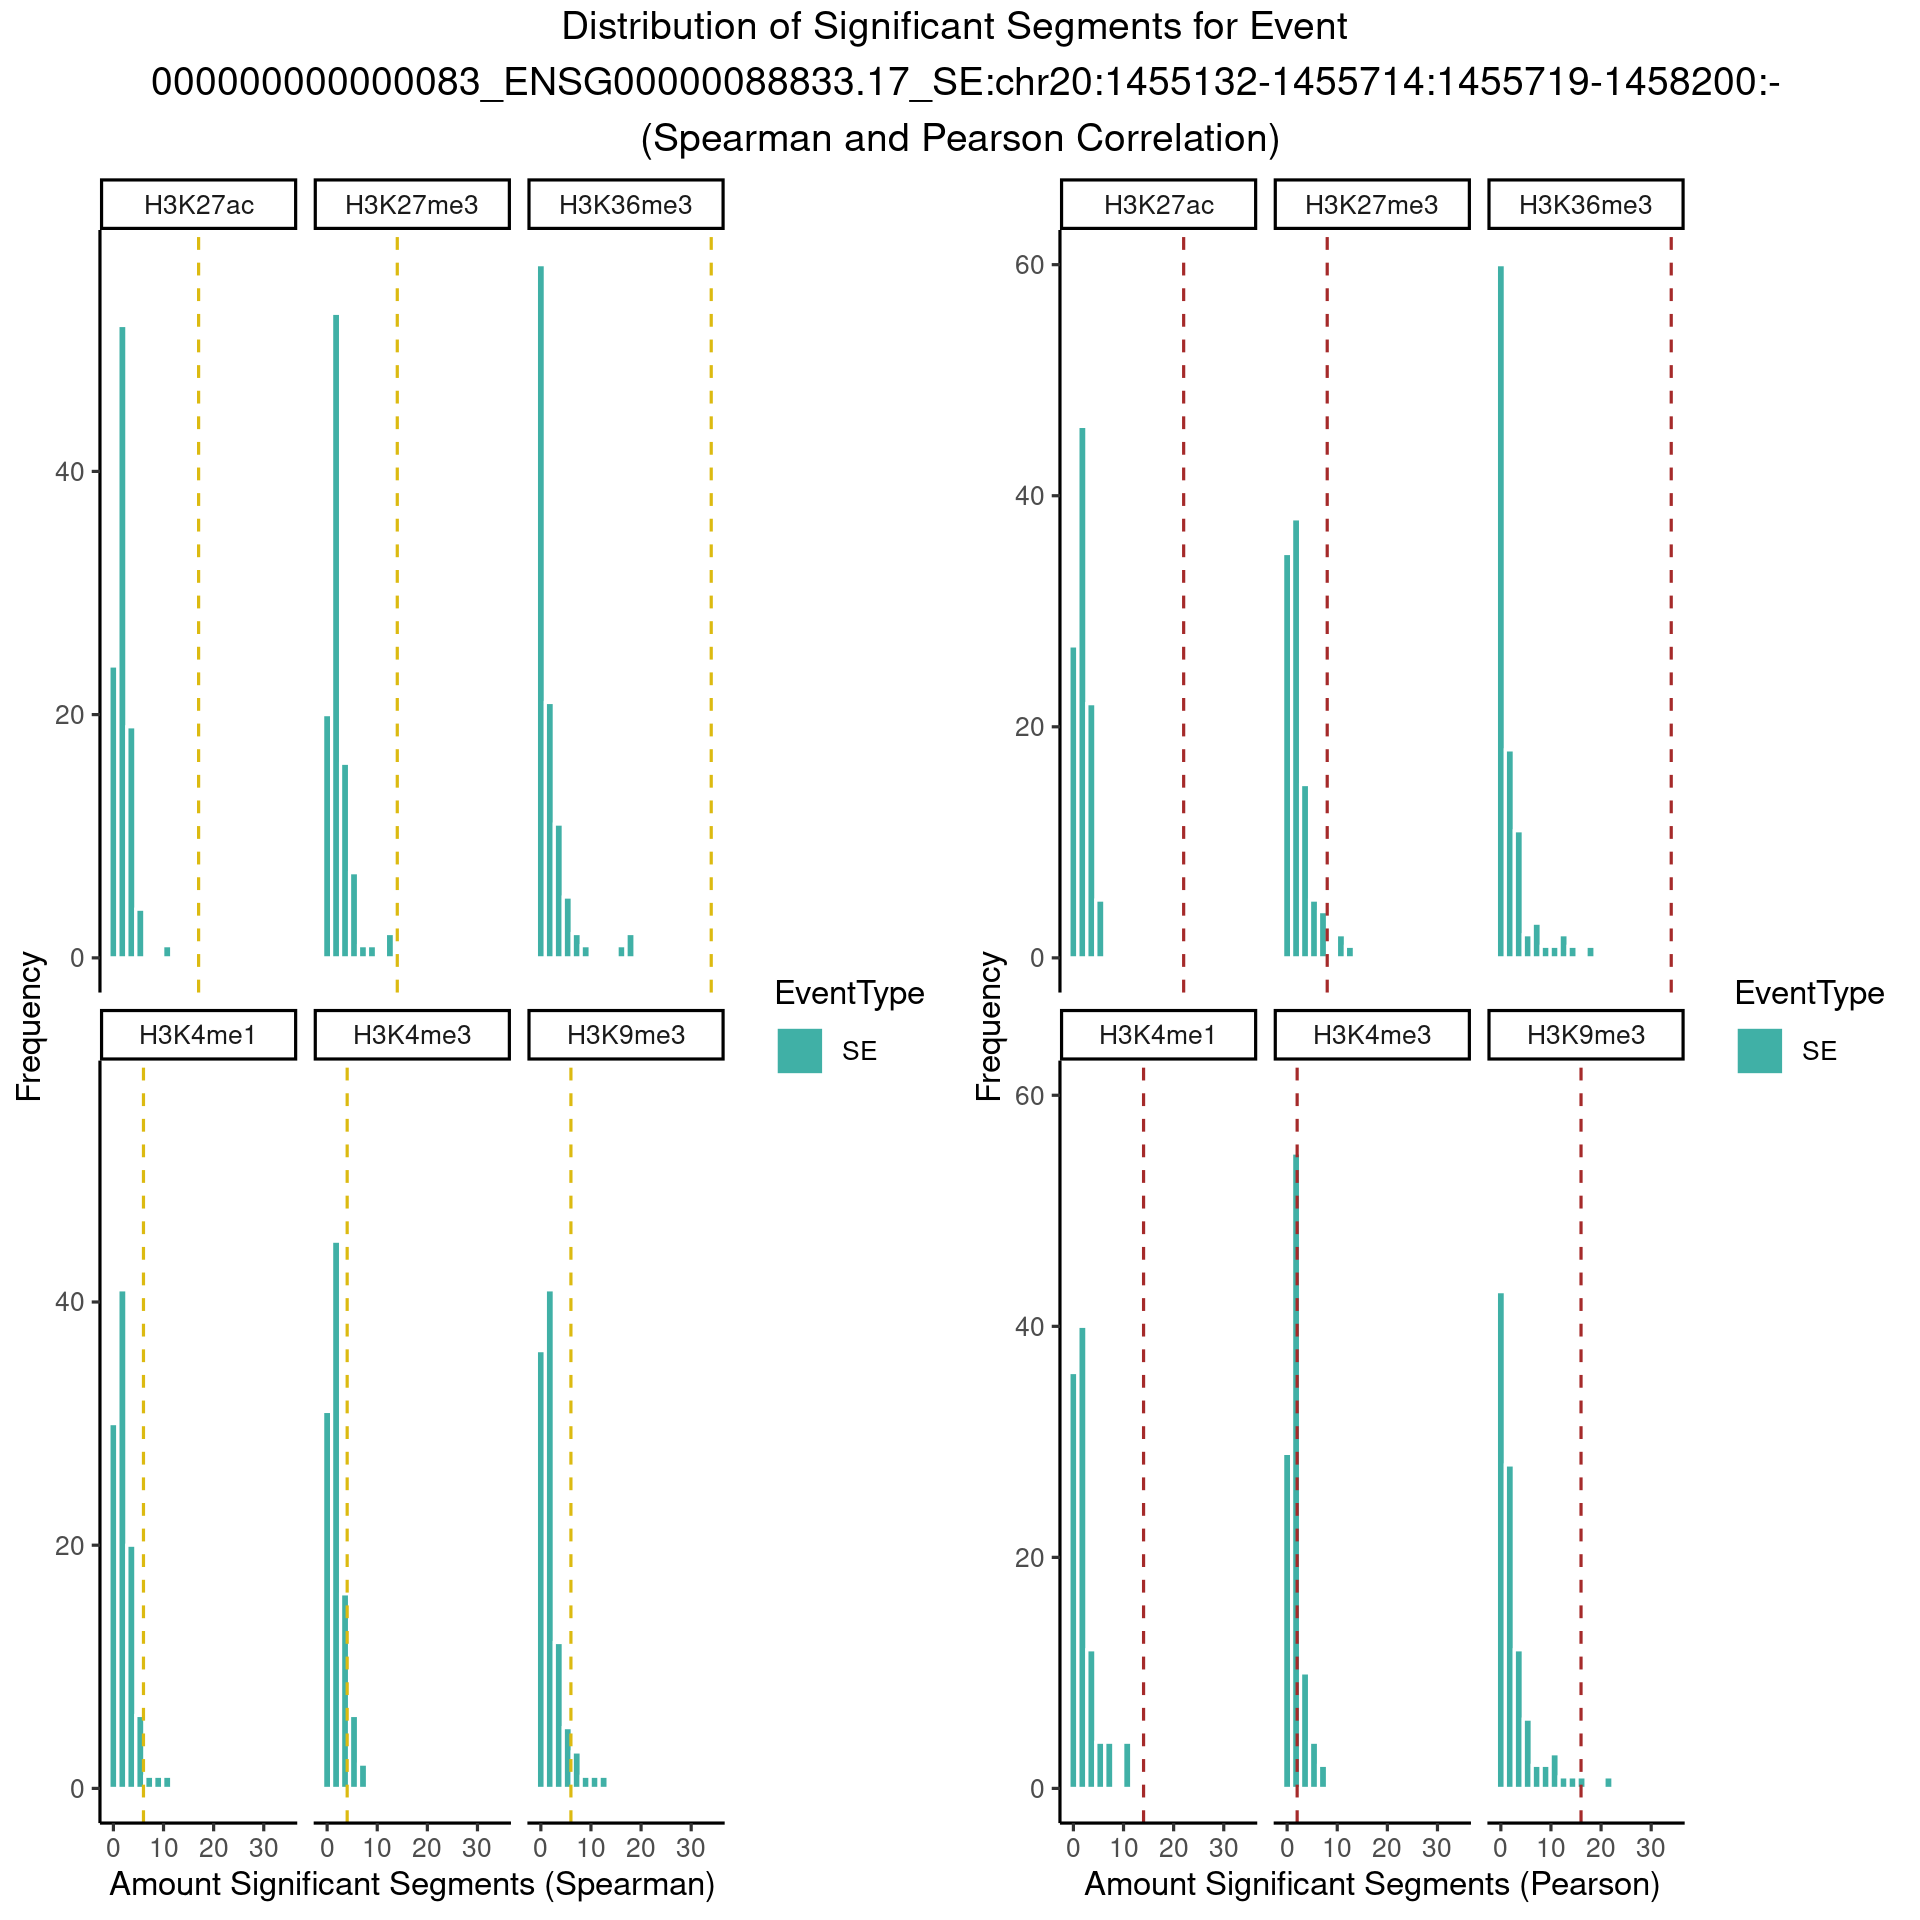 Distribution of Significant Segments for Event
000000000000083_ENSG00000088833.17_SE:chr20:1455132-1455714:1455719-1458200:-
(Spearman and Pearson Correlation)
H3K27ac H3K27me3 H3K36me3
40
20
0
H3K4me1 H3K4me3 H3K9me3
40
20
0
0 10 20 30 0 10 20 30 0 10 20 30
Frequency
Amount Significant Segments (Spearman)
EventType
SE
H3K27ac H3K27me3 H3K36me3
60
40
20
0
H3K4me1 H3K4me3 H3K9me3
60
40
20
0
0 10 20 30 0 10 20 30 0 10 20 30
Frequency
Amount Significant Segments (Pearson)
EventType
SE